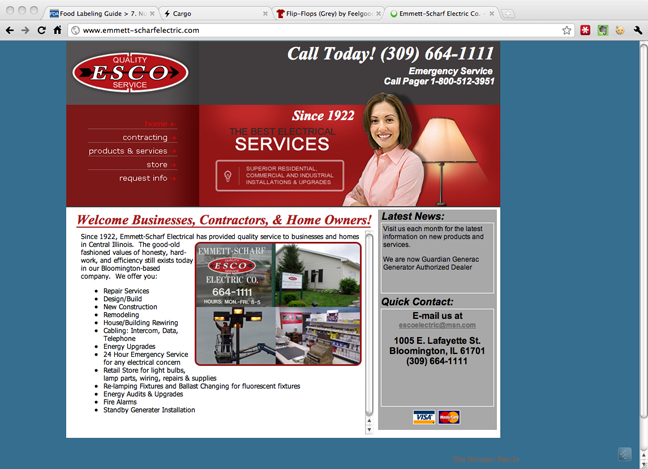 Food Labeling Guide > 7. Nu
Cargo
Flip-Flops (Grey) by Feelgoo
Emmett-Scharf Electric Co. -
www.emmett-scharfelectric.com
QUALITY
ESCO
SERVICE
Call Today! (309) 664-1111
Emergency Service
Call Pager 1-800-512-3951
home
contracting
products & services
store
request info
Since 1922
THE BEST ELECTRICAL
SERVICES
SUPERIOR RESIDENTIAL,
COMMERCIAL AND INDUSTRIAL
INSTALLATIONS & UPGRADES
Welcome Businesses, Contractors, & Home Owners!
Since 1922, Emmett-Scharf Electrical has provided quality service to businesses and homes
in Central Illinois. The good-old
fashioned values of honesty, hard-
work, and efficiency still exists today
in our Bloomington-based
company. We offer you:
Repair Services
Design/Build
New Construction
Remodeling
House/Building Rewiring
Cabling: Intercom, Data,
Telephone
Energy Upgrades
24 Hour Emergency Service
for any electrical concern
Retail Store for light bulbs,
lamp parts, wiring, repairs & supplies
Re-lamping Fixtures and Ballast Changing for fluorescent fixtures
Energy Audits & Upgrades
Fire Alarms
Standby Generater Installation
EMMETT-SCHARF
ESCO
ELECTRIC CO.
664-1111
HOURS: MON.-FRI. 8-5
Latest News:
Visit us each month for the latest
information on new products and
services.
We are now Guardian Generac
Generator Authorized Dealer
Quick Contact:
E-mail us at
escoelectric@msn.com
1005 E. Lafayette St.
Bloomington, IL 61701
(309) 664-1111
VISA
MasterCard